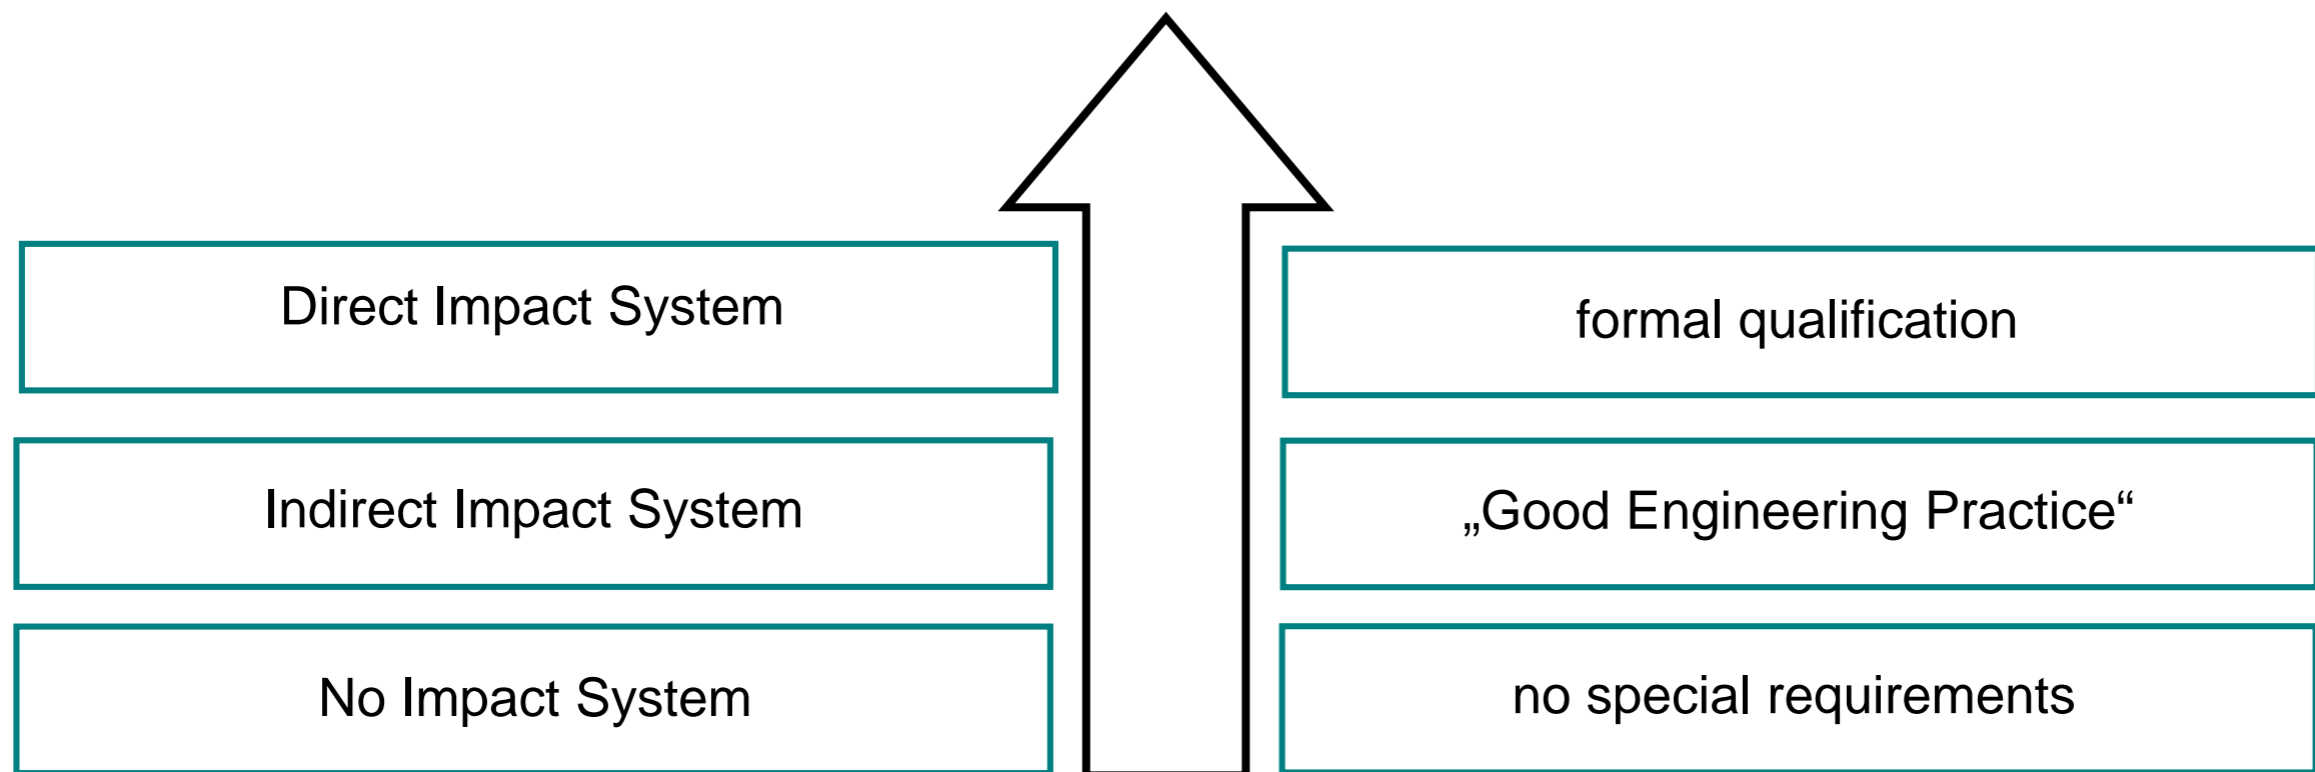 Direct Impact System
formal qualification
Indirect Impact System
„Good Engineering Practice“
No Impact System
no special requirements